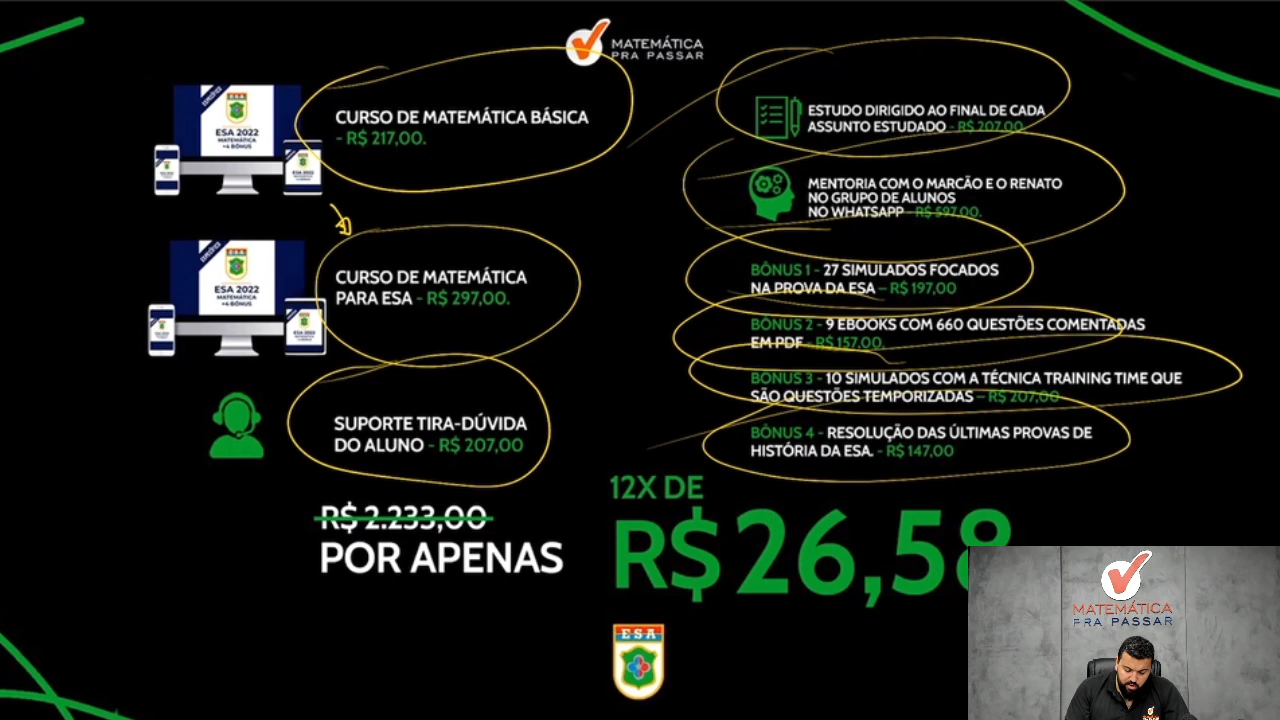 MATEMÁTICA
PRA PASSAR
ESA
ESA 2022
MATEMÁTICA
+4 BÔNUS
CURSO DE MATEMÁTICA BÁSICA
- R$ 217,00.
ESA
ESA 2022
MATEMÁTICA
+4 BÔNUS
CURSO DE MATEMÁTICA
PARA ESA - R$ 297,00.
SUPORTE TIRA-DÚVIDA
DO ALUNO - R$ 207,00
ESTUDO DIRIGIDO AO FINAL DE CADA
ASSUNTO ESTUDADO - R$ 207,00.
MENTORIA COM O MARCÃO E O RENATO
NO GRUPO DE ALUNOS
NO WHATSAPP - R$ 597,00.
BÔNUS 1 - 27 SIMULADOS FOCADOS
NA PROVA DA ESA – R$ 197,00
BÔNUS 2 - 9 EBOOKS COM 660 QUESTÕES COMENTADAS
EM PDF - R$ 157,00.
BÔNUS 3 - 10 SIMULADOS COM A TÉCNICA TRAINING TIME QUE
SÃO QUESTÕES TEMPORIZADAS – R$ 207,00
BÔNUS 4 - RESOLUÇÃO DAS ÚLTIMAS PROVAS DE
HISTÓRIA DA ESA. - R$ 147,00
R$ 2.233,00
POR APENAS
12X DE
R$ 26,58
ESA
MATEMÁTICA
PRA PASSAR